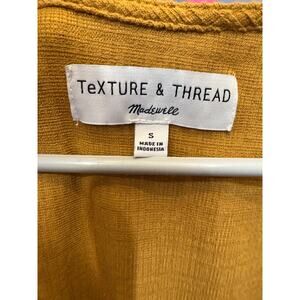 TeXTURE & THREAD
Madewell
S
MADE IN
INDONESIA